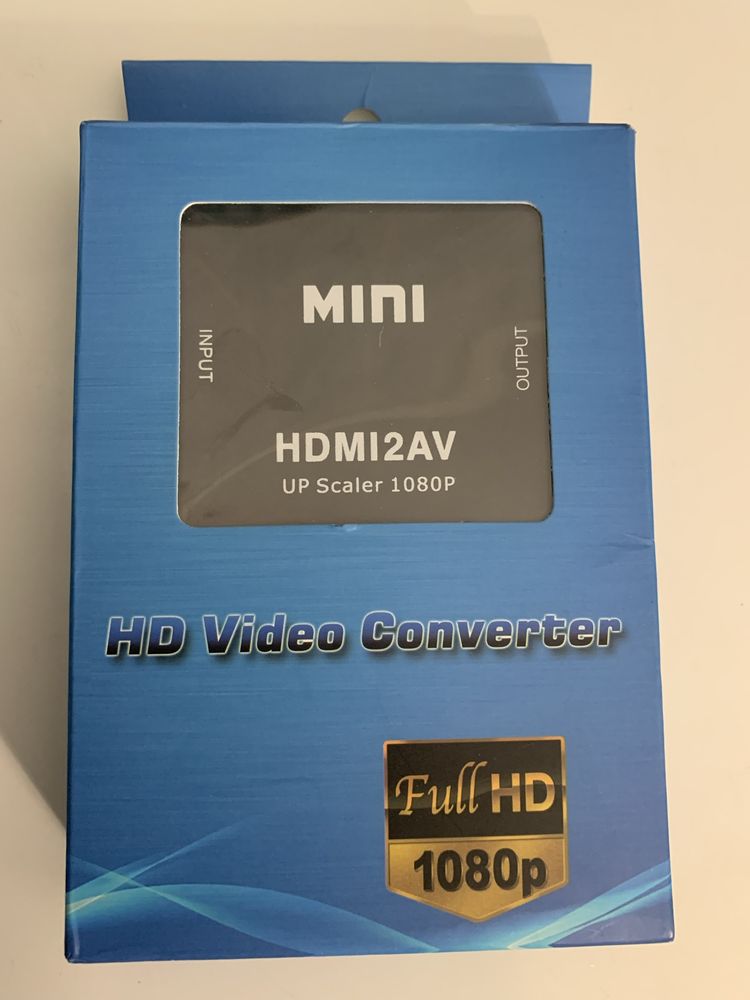 MINI
INPUT
OUTPUT
HDMI2AV
UP Scaler 1080P
HD Video Converter
Full HD
1080p